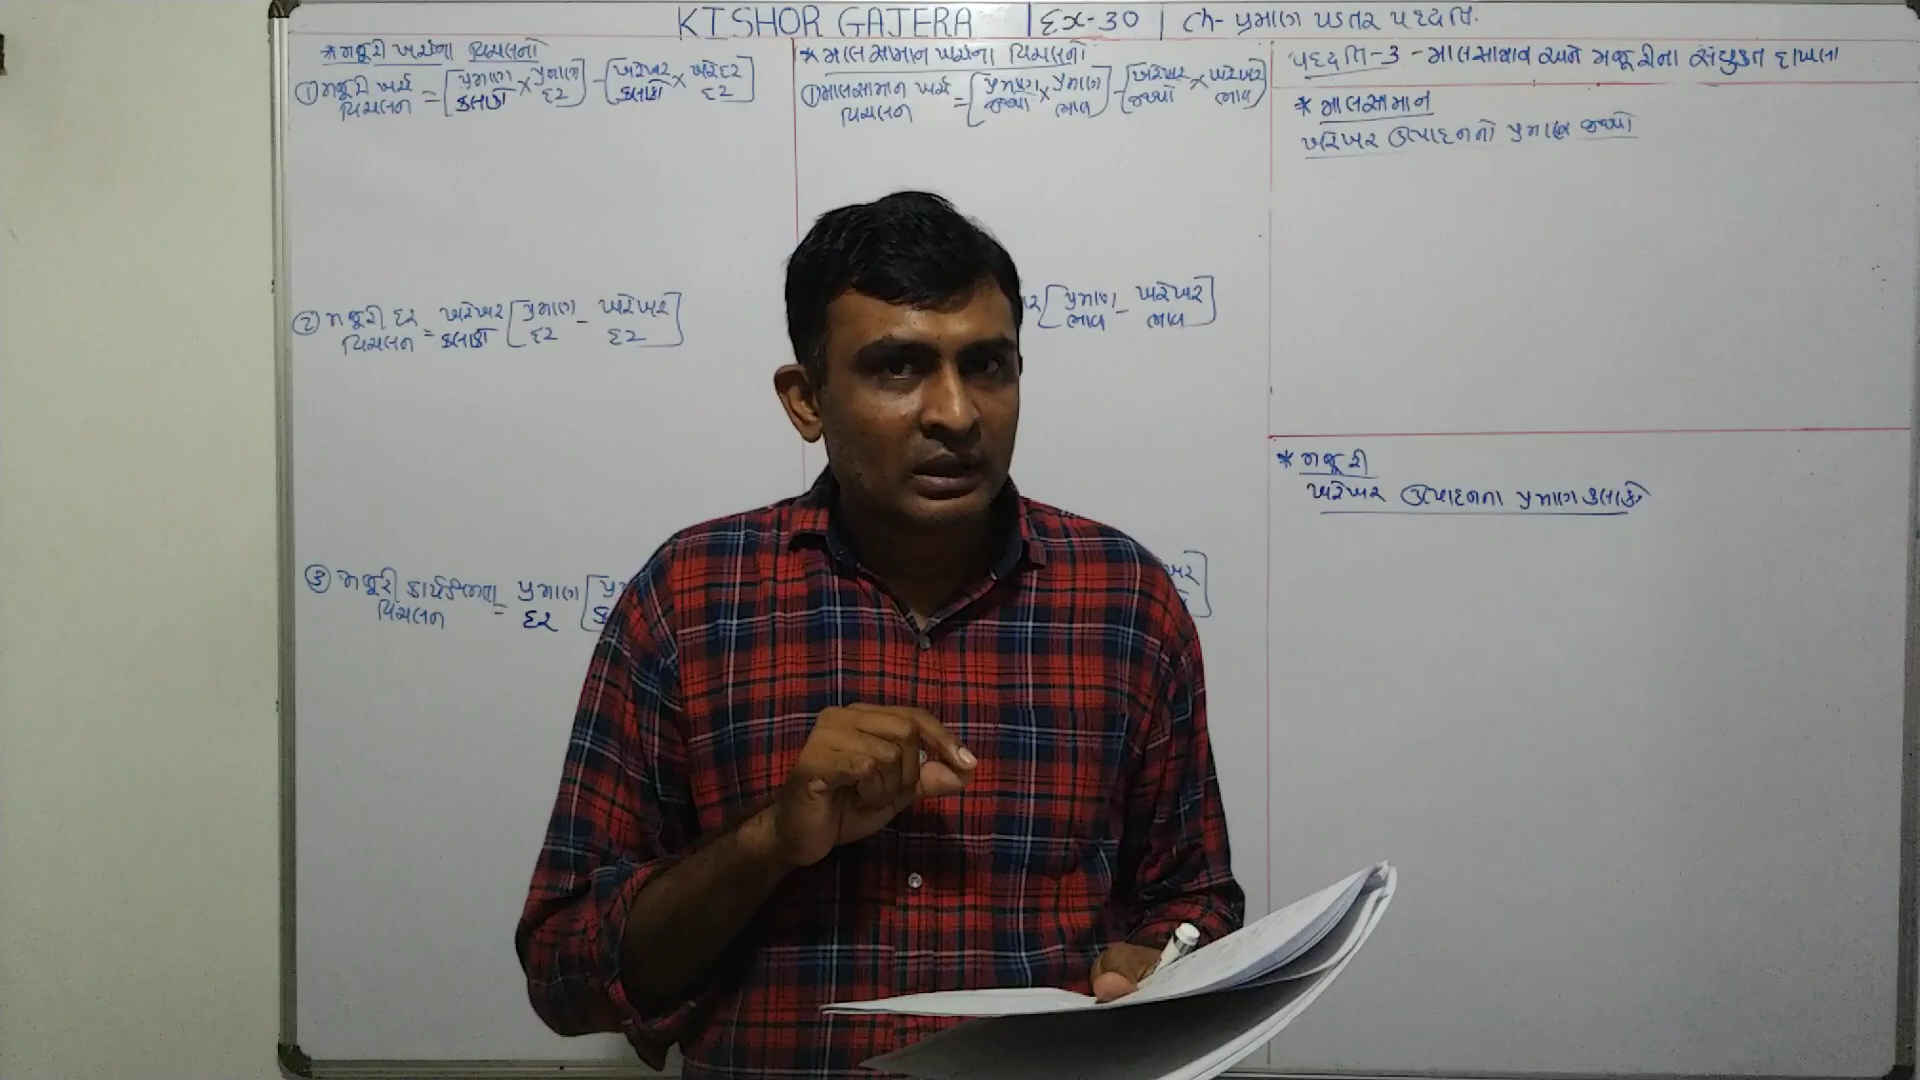 KISHOR GAJERA | Ex-30 | Ch- પ્રમાણ પડતર પધ્ધતિ.
* મજૂરી ખર્ચના વિચલનો
① મજૂરી ખર્ચ વિચલન = [પ્રમાણ કલાકો × પ્રમાણ દર] - [ખરેખર કલાકો × ખરેખર દર]
② મજૂરી દર વિચલન = ખરેખર કલાકો [પ્રમાણ દર - ખરેખર દર]
③ મજૂરી કાર્યક્ષમતા વિચલન = પ્રમાણ દર [
* માલસામાન ખર્ચના વિચલનો
① માલસામાન ખર્ચ વિચલન = [પ્રમાણ જથ્થો × પ્રમાણ ભાવ] - [ખરેખર જથ્થો × ખરેખર ભાવ]
[પ્રમાણ ભાવ - ખરેખર ભાવ]
પધ્ધતિ-3 - માલસામાન અને મજૂરીના સંયુક્ત દાખલા
* માલસામાન
ખરેખર ઉત્પાદનનો પ્રમાણ જથ્થો
* મજૂરી
ખરેખર ઉત્પાદનના પ્રમાણ કલાકો